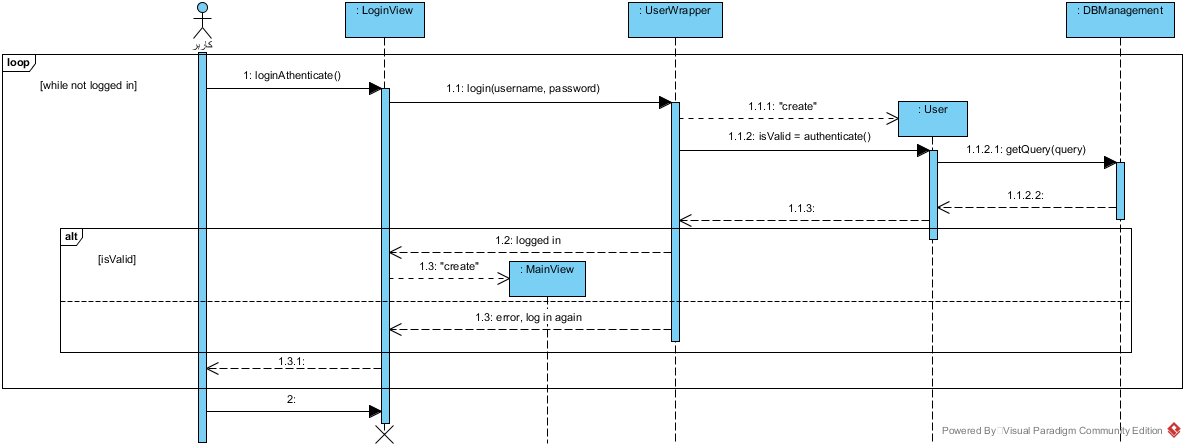 : LoginView
: UserWrapper
: DBManagement
کاربر
loop
[while not logged in]
1: loginAthenticate()
1.1: login(username, password)
1.1.1: "create"
: User
1.1.2: isValid = authenticate()
1.1.2.1: getQuery(query)
1.1.2.2:
1.1.3:
alt
[isValid]
1.2: logged in
1.3: "create"
: MainView
1.3: error, log in again
1.3.1:
2:
Powered By Visual Paradigm Community Edition